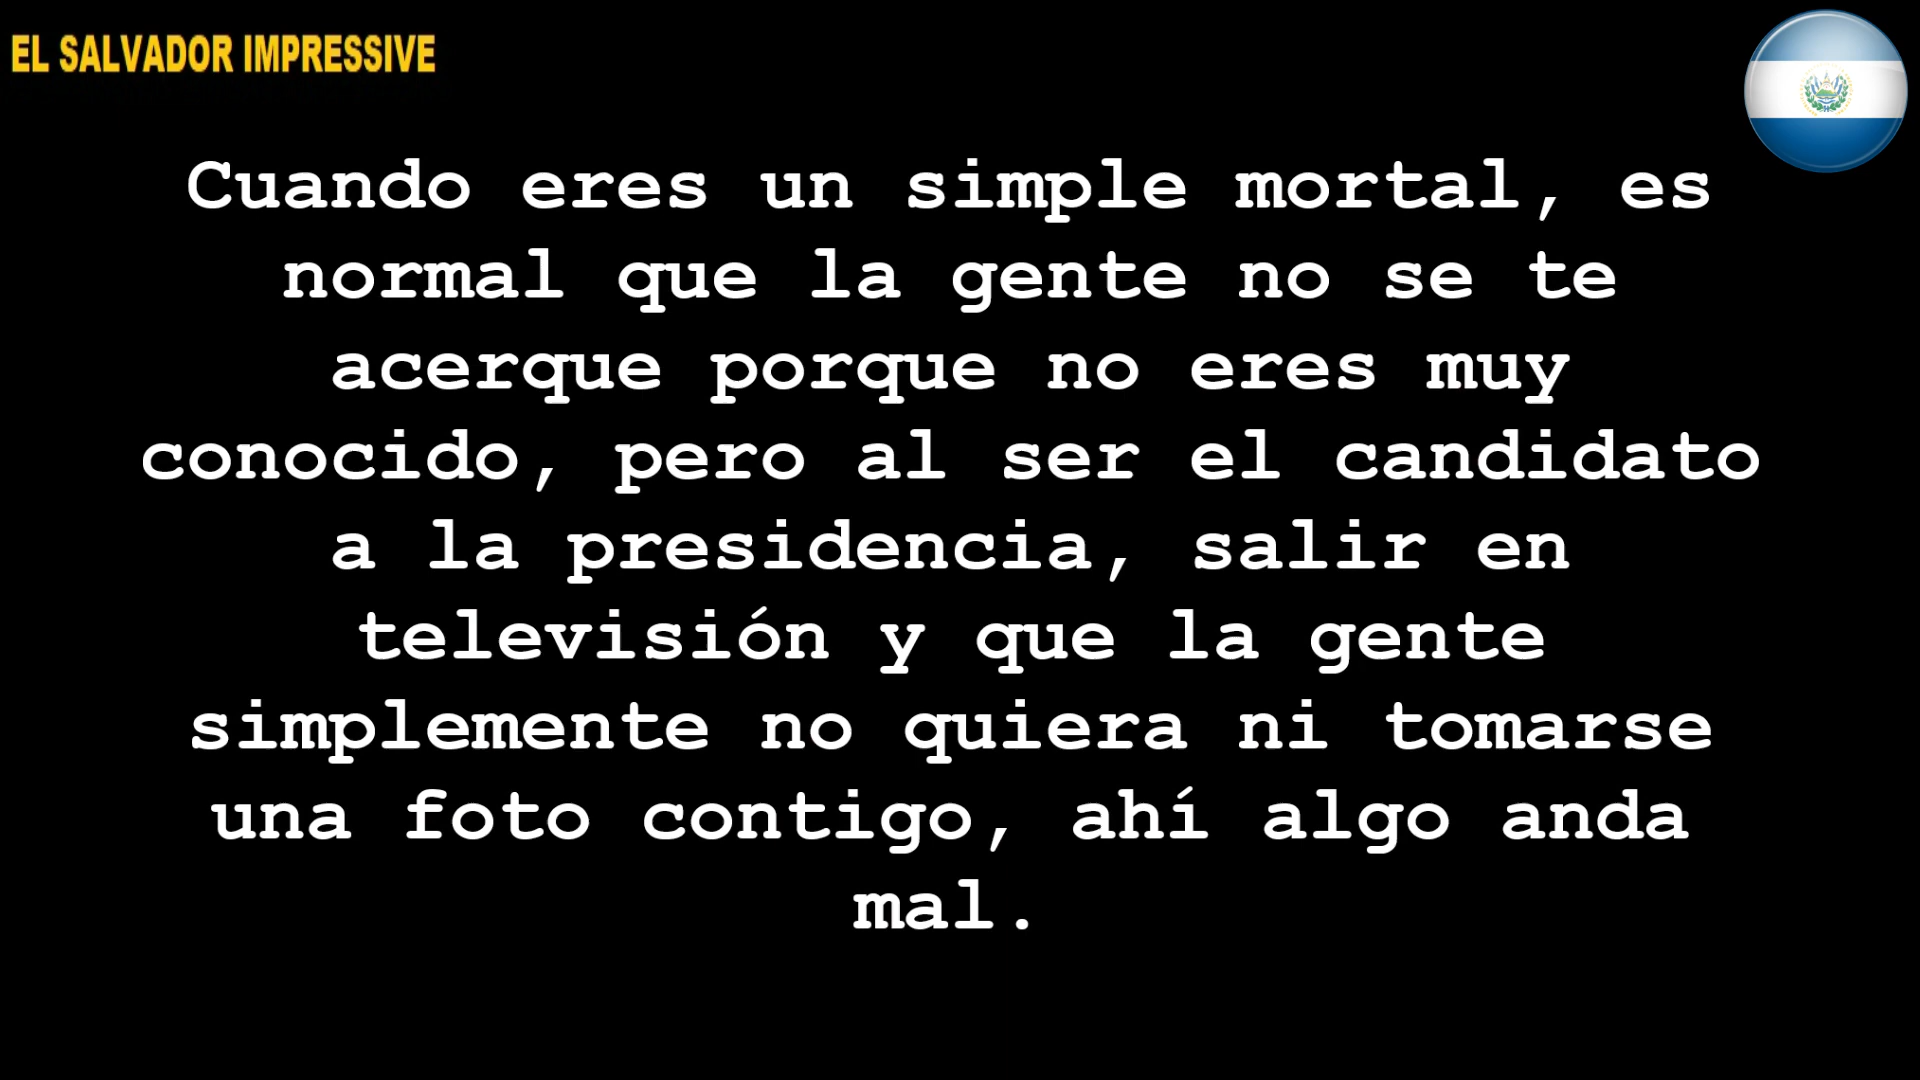 EL SALVADOR IMPRESSIVE
Cuando eres un simple mortal, es
normal que la gente no se te
acerque porque no eres muy
conocido, pero al ser el candidato
a la presidencia, salir en
televisión y que la gente
simplemente no quiera ni tomarse
una foto contigo, ahí algo anda
mal.